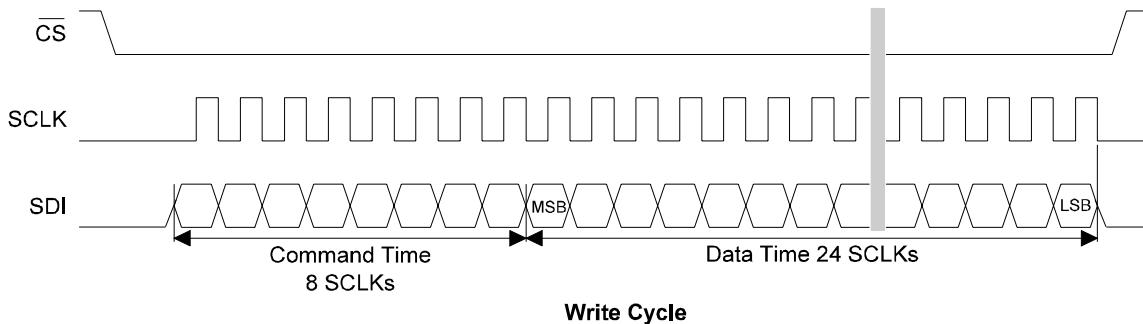 CS
SCLK
SDI
MSB
LSB
Command Time
8 SCLKs
Data Time 24 SCLKs
Write Cycle